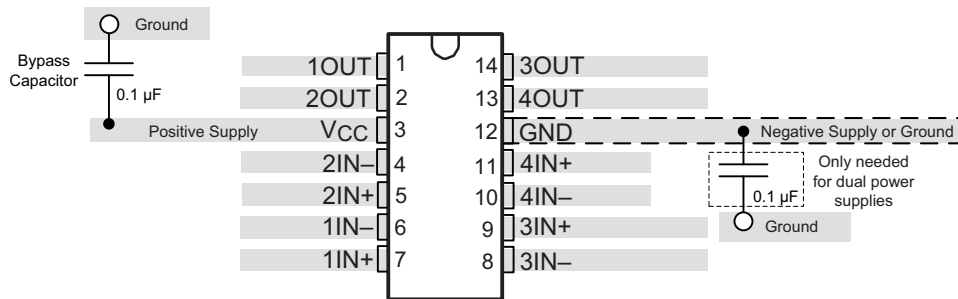 Ground
Bypass
Capacitor
0.1 µF
Positive Supply
1OUT 1 14 3OUT
2OUT 2 13 4OUT
VCC 3 12 GND
2IN– 4 11 4IN+
2IN+ 5 10 4IN–
1IN– 6 9 3IN+
1IN+ 7 8 3IN–
Negative Supply or Ground
Only needed
for dual power
supplies
0.1 µF
Ground